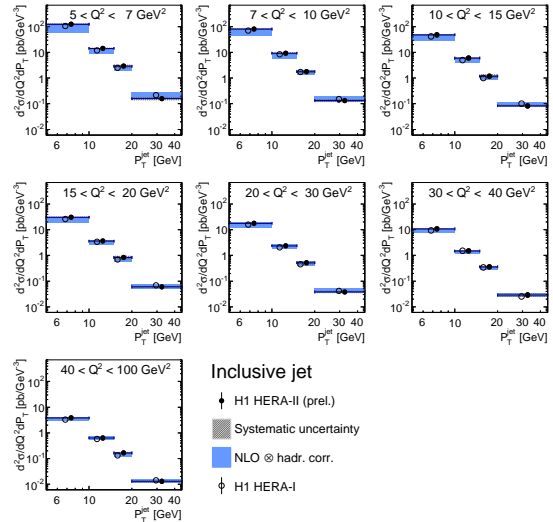 5 < Q² < 7 GeV²
d²σ/dQ²dP_T [pb/GeV⁻³]
10²
10
1
10⁻¹
10⁻²
6 10 20 30 40
P_T^jet [GeV]
7 < Q² < 10 GeV²
d²σ/dQ²dP_T [pb/GeV⁻³]
10²
10
1
10⁻¹
10⁻²
6 10 20 30 40
P_T^jet [GeV]
10 < Q² < 15 GeV²
d²σ/dQ²dP_T [pb/GeV⁻³]
10²
10
1
10⁻¹
10⁻²
6 10 20 30 40
P_T^jet [GeV]
15 < Q² < 20 GeV²
d²σ/dQ²dP_T [pb/GeV⁻³]
10²
10
1
10⁻¹
10⁻²
6 10 20 30 40
P_T^jet [GeV]
20 < Q² < 30 GeV²
d²σ/dQ²dP_T [pb/GeV⁻³]
10²
10
1
10⁻¹
10⁻²
6 10 20 30 40
P_T^jet [GeV]
30 < Q² < 40 GeV²
d²σ/dQ²dP_T [pb/GeV⁻³]
10²
10
1
10⁻¹
10⁻²
6 10 20 30 40
P_T^jet [GeV]
40 < Q² < 100 GeV²
d²σ/dQ²dP_T [pb/GeV⁻³]
10²
10
1
10⁻¹
10⁻²
6 10 20 30 40
P_T^jet [GeV]
Inclusive jet
H1 HERA-II (prel.)
Systematic uncertainty
NLO ⊗ hadr. corr.
H1 HERA-I